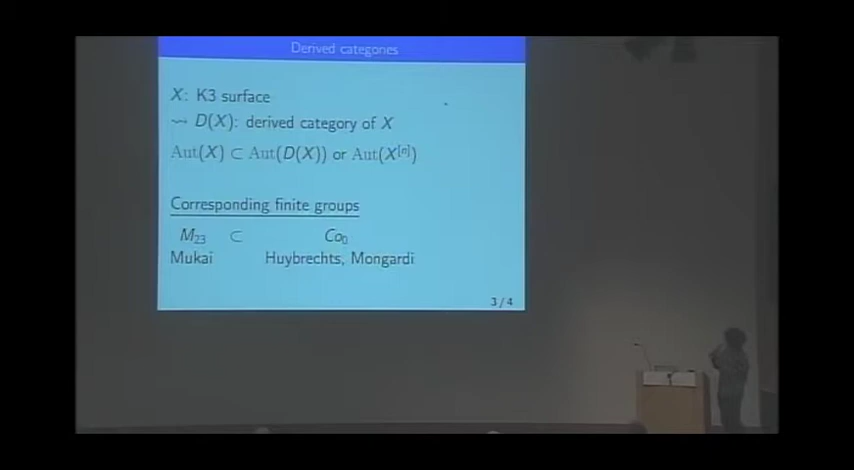 Derived categories
X: K3 surface
⇝ D(X): derived category of X
Aut(X) ⊂ Aut(D(X)) or Aut(X^[n])
Corresponding finite groups
M₂₃ ⊂ Co₀
Mukai Huybrechts, Mongardi
3/4